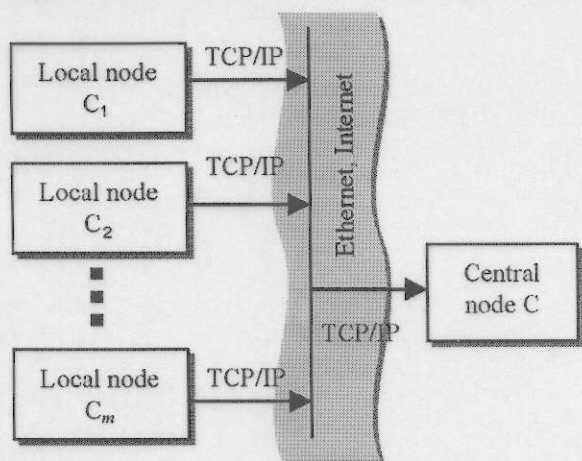 Local node
C₁
TCP/IP
Local node
C₂
TCP/IP
Local node
Cₘ
TCP/IP
Ethernet, Internet
TCP/IP
Central
node C